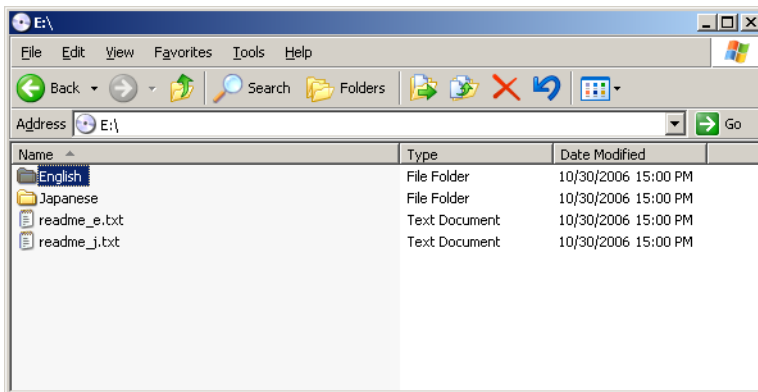 E:\
File Edit View Favorites Tools Help
Back Search Folders
Address E:\ Go
Name Type Date Modified
English File Folder 10/30/2006 15:00 PM
Japanese File Folder 10/30/2006 15:00 PM
readme_e.txt Text Document 10/30/2006 15:00 PM
readme_j.txt Text Document 10/30/2006 15:00 PM